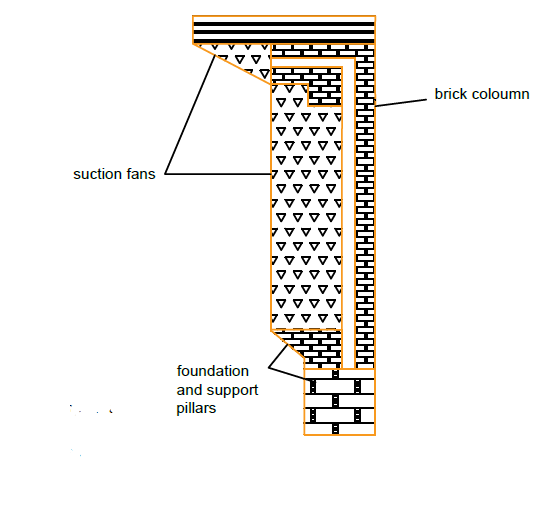 brick coloumn
suction fans
foundation
and support
pillars